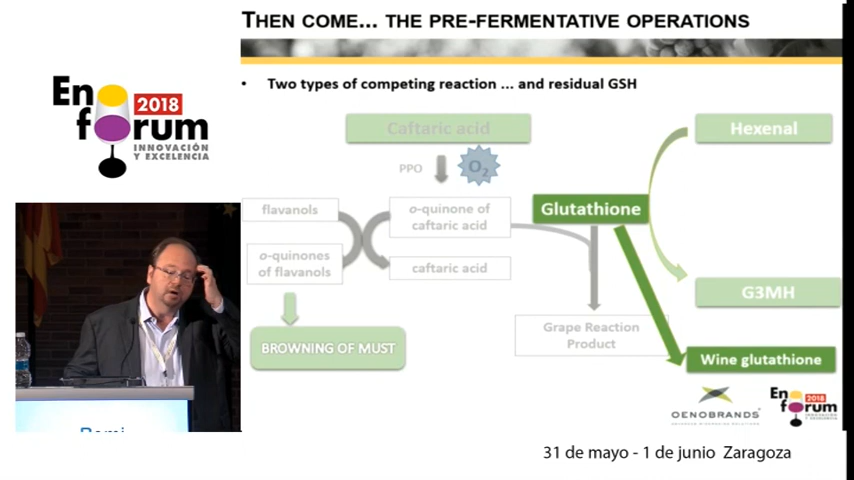 THEN COME... THE PRE-FERMENTATIVE OPERATIONS
• Two types of competing reaction ... and residual GSH
En
2018
forum
INNOVACIÓN
Y EXCELENCIA
Caftaric acid
Hexenal
PPO
O2
flavanols
o-quinone of
caftaric acid
Glutathione
o-quinones
of flavanols
caftaric acid
G3MH
Grape Reaction
Product
BROWNING OF MUST
Wine glutathione
OENOBRANDS
En
2018
forum
31 de mayo - 1 de junio Zaragoza